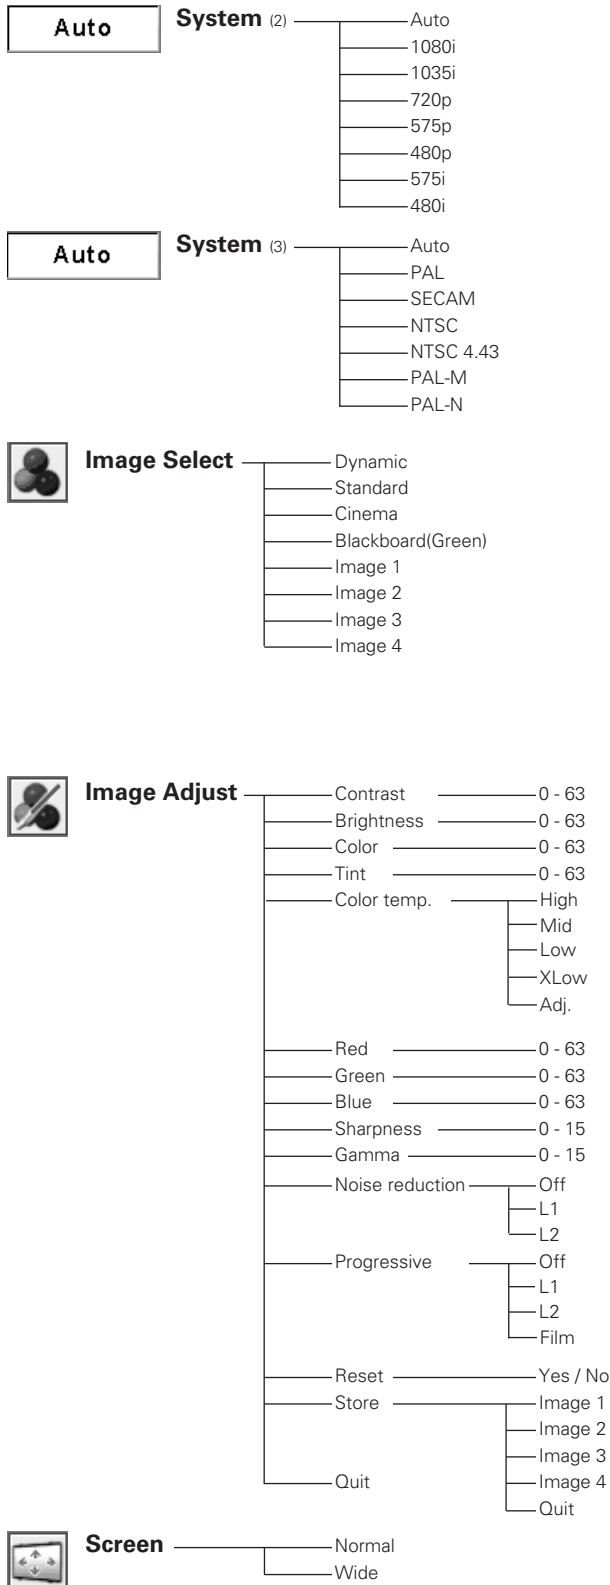 Auto
System (2)
Auto
1080i
1035i
720p
575p
480p
575i
480i
Auto
System (3)
Auto
PAL
SECAM
NTSC
NTSC 4.43
PAL-M
PAL-N
Image Select
Dynamic
Standard
Cinema
Blackboard(Green)
Image 1
Image 2
Image 3
Image 4
Image Adjust
Contrast 0 - 63
Brightness 0 - 63
Color 0 - 63
Tint 0 - 63
Color temp. High
Mid
Low
XLow
Adj.
Red 0 - 63
Green 0 - 63
Blue 0 - 63
Sharpness 0 - 15
Gamma 0 - 15
Noise reduction Off
L1
L2
Progressive Off
L1
L2
Film
Reset Yes / No
Store Image 1
Image 2
Image 3
Quit Image 4
Quit
Screen
Normal
Wide